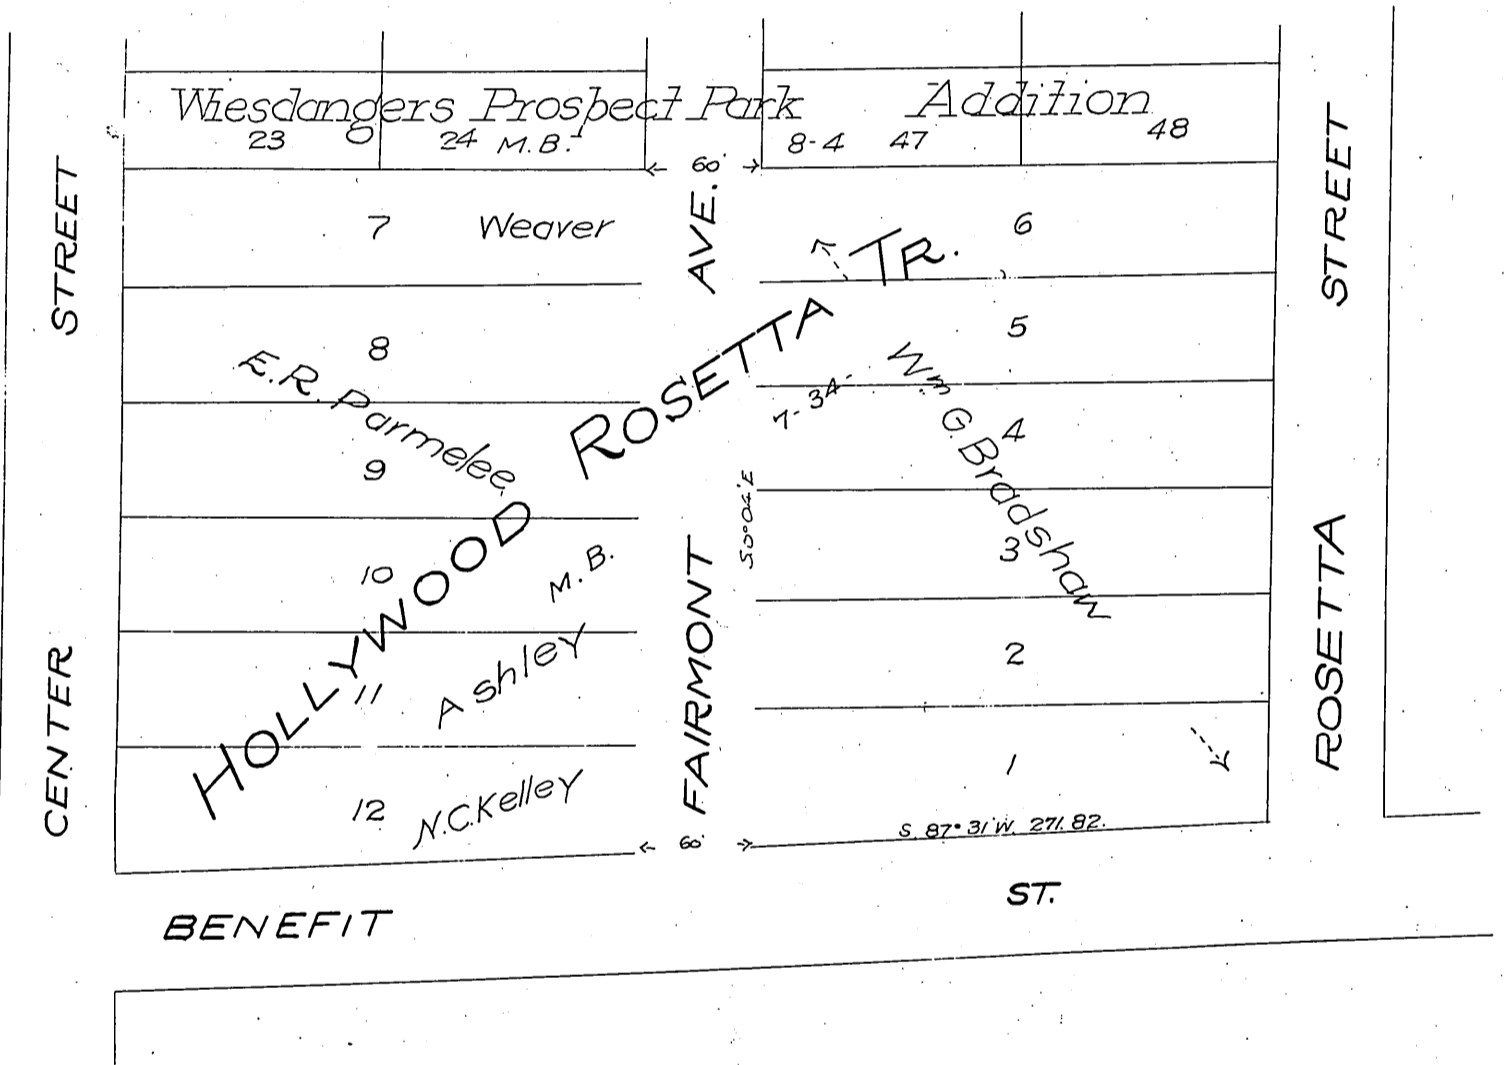 Wiesdangers Prospect Park Addition
23 24 M.B. 8-4 47 48
60'
7 Weaver
6
TR.
5
8
E.R. Parmelee
ROSETTA
7-34
Wm G. Bradshaw
4
9
S.0°04'E
3
HOLLYWOOD
10
M.B.
2
11
Ashley
1
12
N.C. Kelley
S. 87° 31' W. 271.82.
60'
CENTER STREET
FAIRMONT AVE.
ROSETTA STREET
BENEFIT ST.